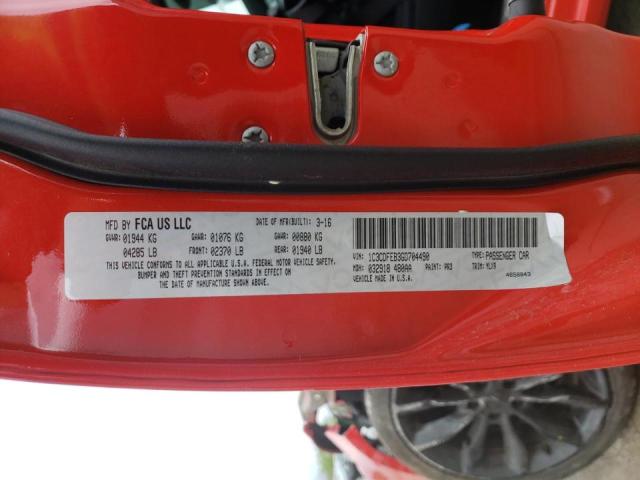 MFD BY FCA US LLC DATE OF MFR(BUILT): 3-16
GVWR: 01944 KG GAWR: 01076 KG GAWR: 00880 KG
04285 LB FRONT: 02370 LB REAR: 01940 LB
THIS VEHICLE CONFORMS TO ALL APPLICABLE U.S.A. FEDERAL MOTOR VEHICLE SAFETY,
BUMPER AND THEFT PREVENTION STANDARDS IN EFFECT ON
THE DATE OF MANUFACTURE SHOWN ABOVE.
VIN: 1C3CDFEB3GD704490 TYPE: PASSENGER CAR
MDH: 032918 480AA PAINT: PR3 TRIM:
VEHICLE MADE IN U.S.A. 4658943